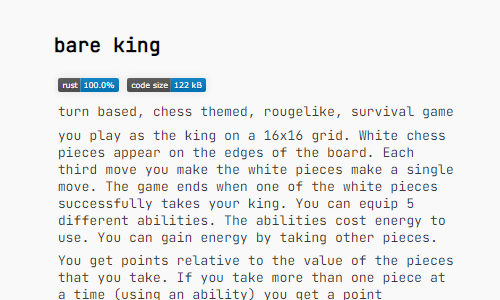 bare king
rust 100.0% code size 122 kB
turn based, chess themed, rougelike, survival game
you play as the king on a 16x16 grid. White chess
pieces appear on the edges of the board. Each
third move you make the white pieces make a single
move. The game ends when one of the white pieces
successfully takes your king. You can equip 5
different abilities. The abilities cost energy to
use. You can gain energy by taking other pieces.
You get points relative to the value of the pieces
that you take. If you take more than one piece at
a time (using an ability) you get a point